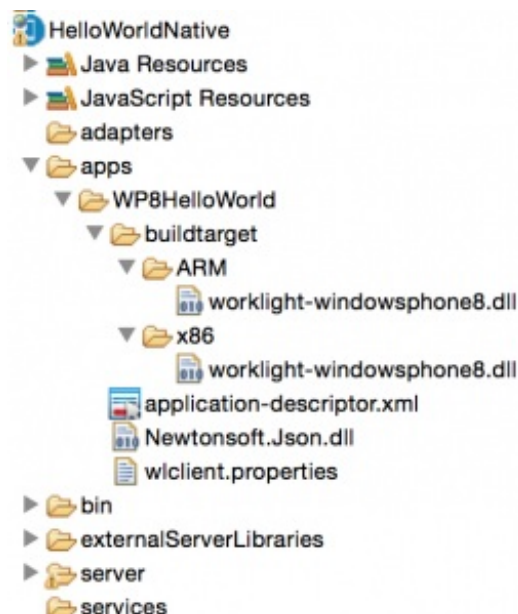 HelloWorldNative
Java Resources
JavaScript Resources
adapters
apps
WP8HelloWorld
buildtarget
ARM
worklight-windowsphone8.dll
x86
worklight-windowsphone8.dll
application-descriptor.xml
Newtonsoft.Json.dll
wlclient.properties
bin
externalServerLibraries
server
services